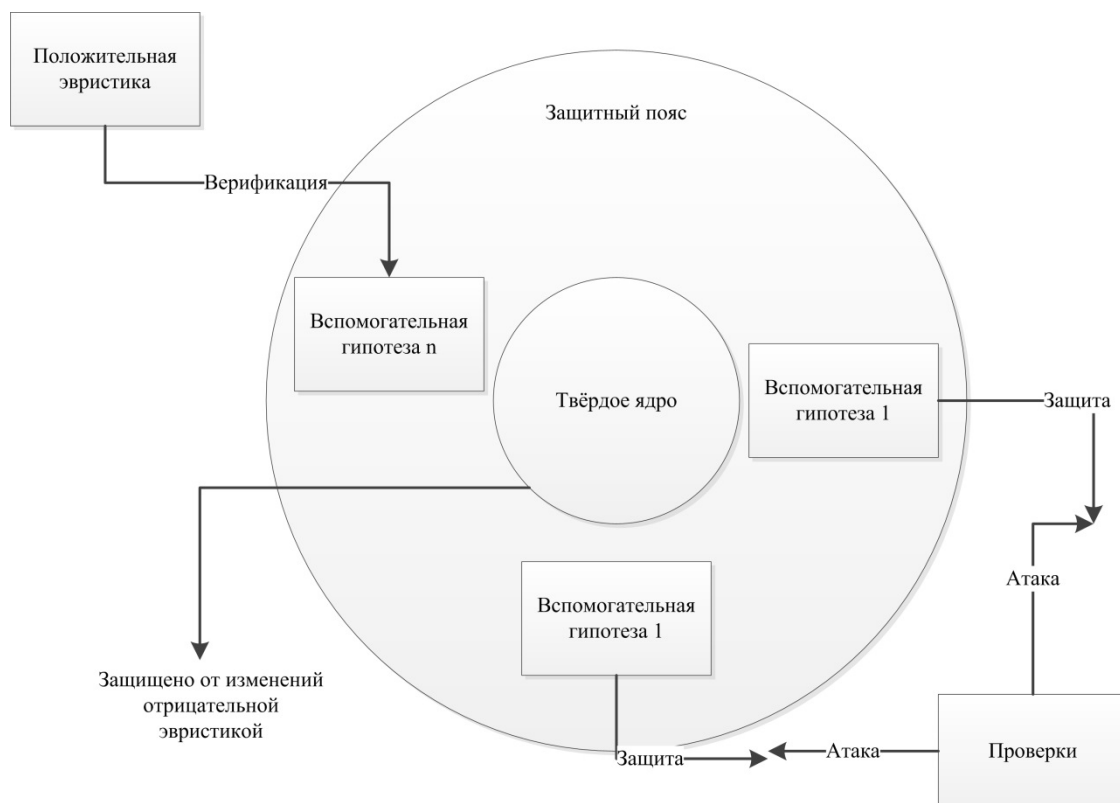 Положительная
эвристика
Защитный пояс
Верификация
Вспомогательная
гипотеза n
Твёрдое ядро
Вспомогательная
гипотеза 1
Защита
Атака
Вспомогательная
гипотеза 1
Защищено от изменений
отрицательной
эвристикой
Защита
Атака
Проверки